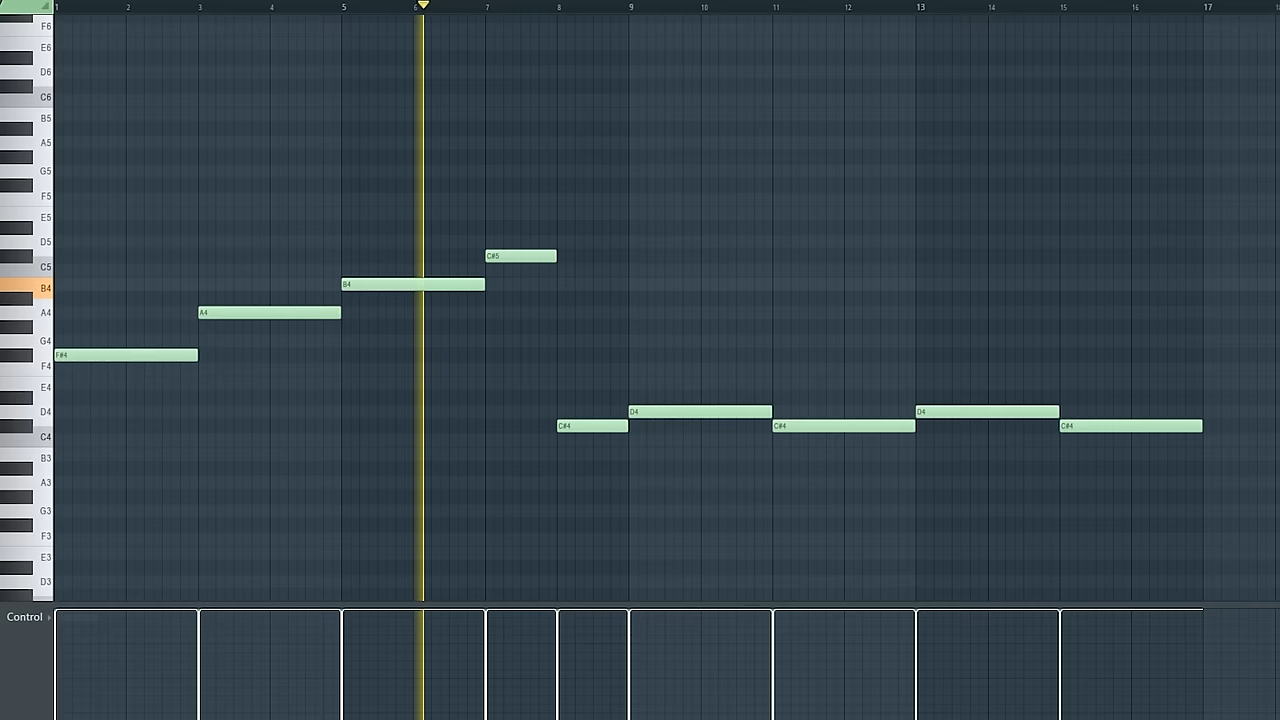 1 2 3 4 5 6 7 8 9 10 11 12 13 14 15 16 17
F6
E6
D6
C6
B5
A5
G5
F5
E5
D5
C#5
C5
B4 B4
A4 A4
G4
F#4
F4
E4
D4 D4 D4
C#4 C#4 C#4
C4
B3
A3
G3
F3
E3
D3
Control